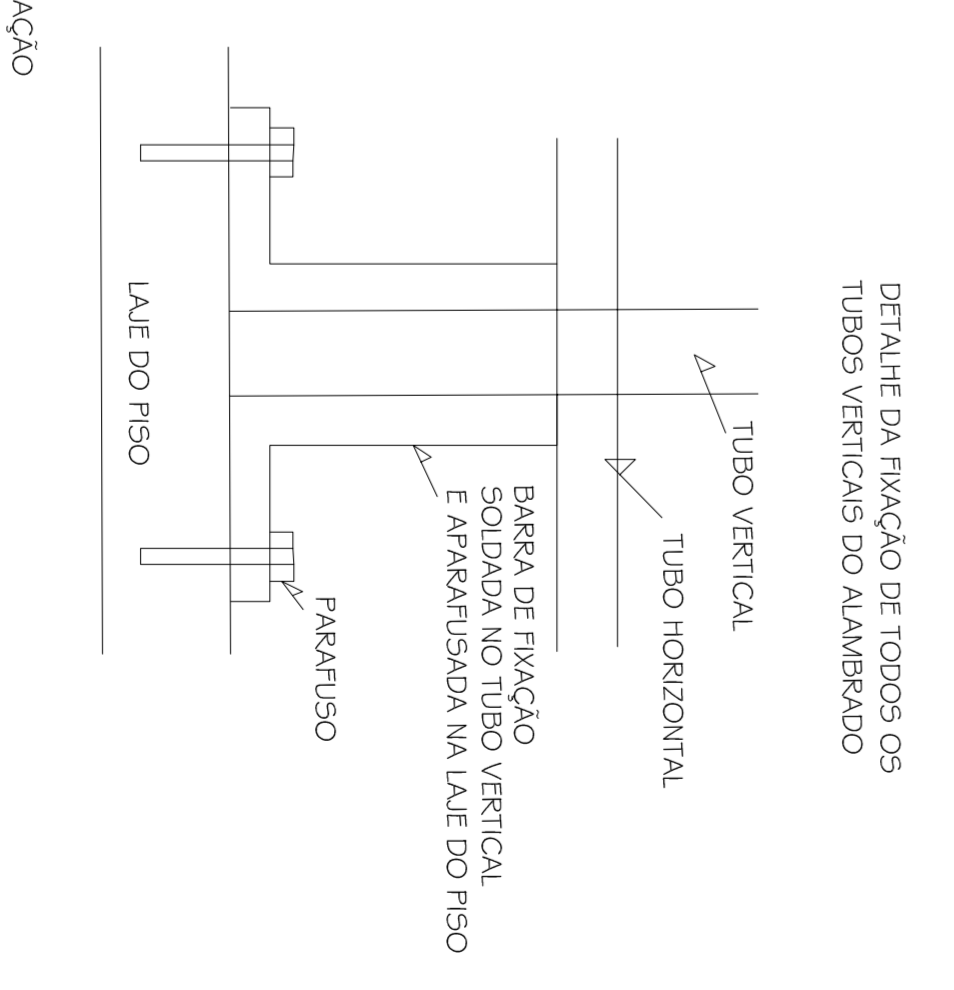 DETALHE DA FIXAÇÃO DE TODOS OS
TUBOS VERTICAIS DO ALAMBRADO
TUBO VERTICAL
TUBO HORIZONTAL
BARRA DE FIXAÇÃO
SOLDADA NO TUBO VERTICAL
E APARAFUSADA NA LAJE DO PISO
PARAFUSO
LAJE DO PISO
AÇÃO